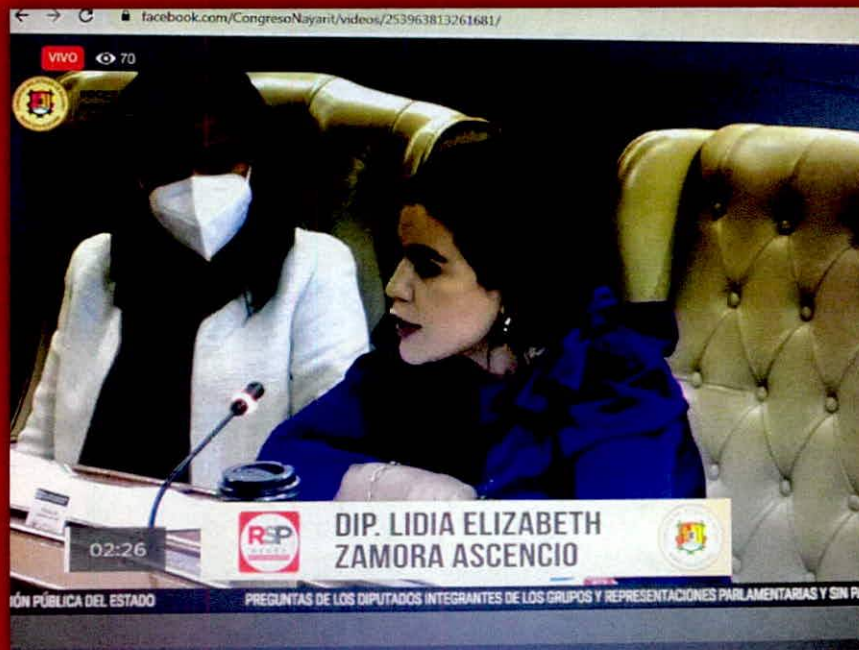 facebook.com/CongresoNayarit/videos/253963813261681/
VIVO 70
RSP
DIP. LIDIA ELIZABETH
ZAMORA ASCENCIO
02:26
IÓN PÚBLICA DEL ESTADO PREGUNTAS DE LOS DIPUTADOS INTEGRANTES DE LOS GRUPOS Y REPRESENTACIONES PARLAMENTARIAS Y SIN PA